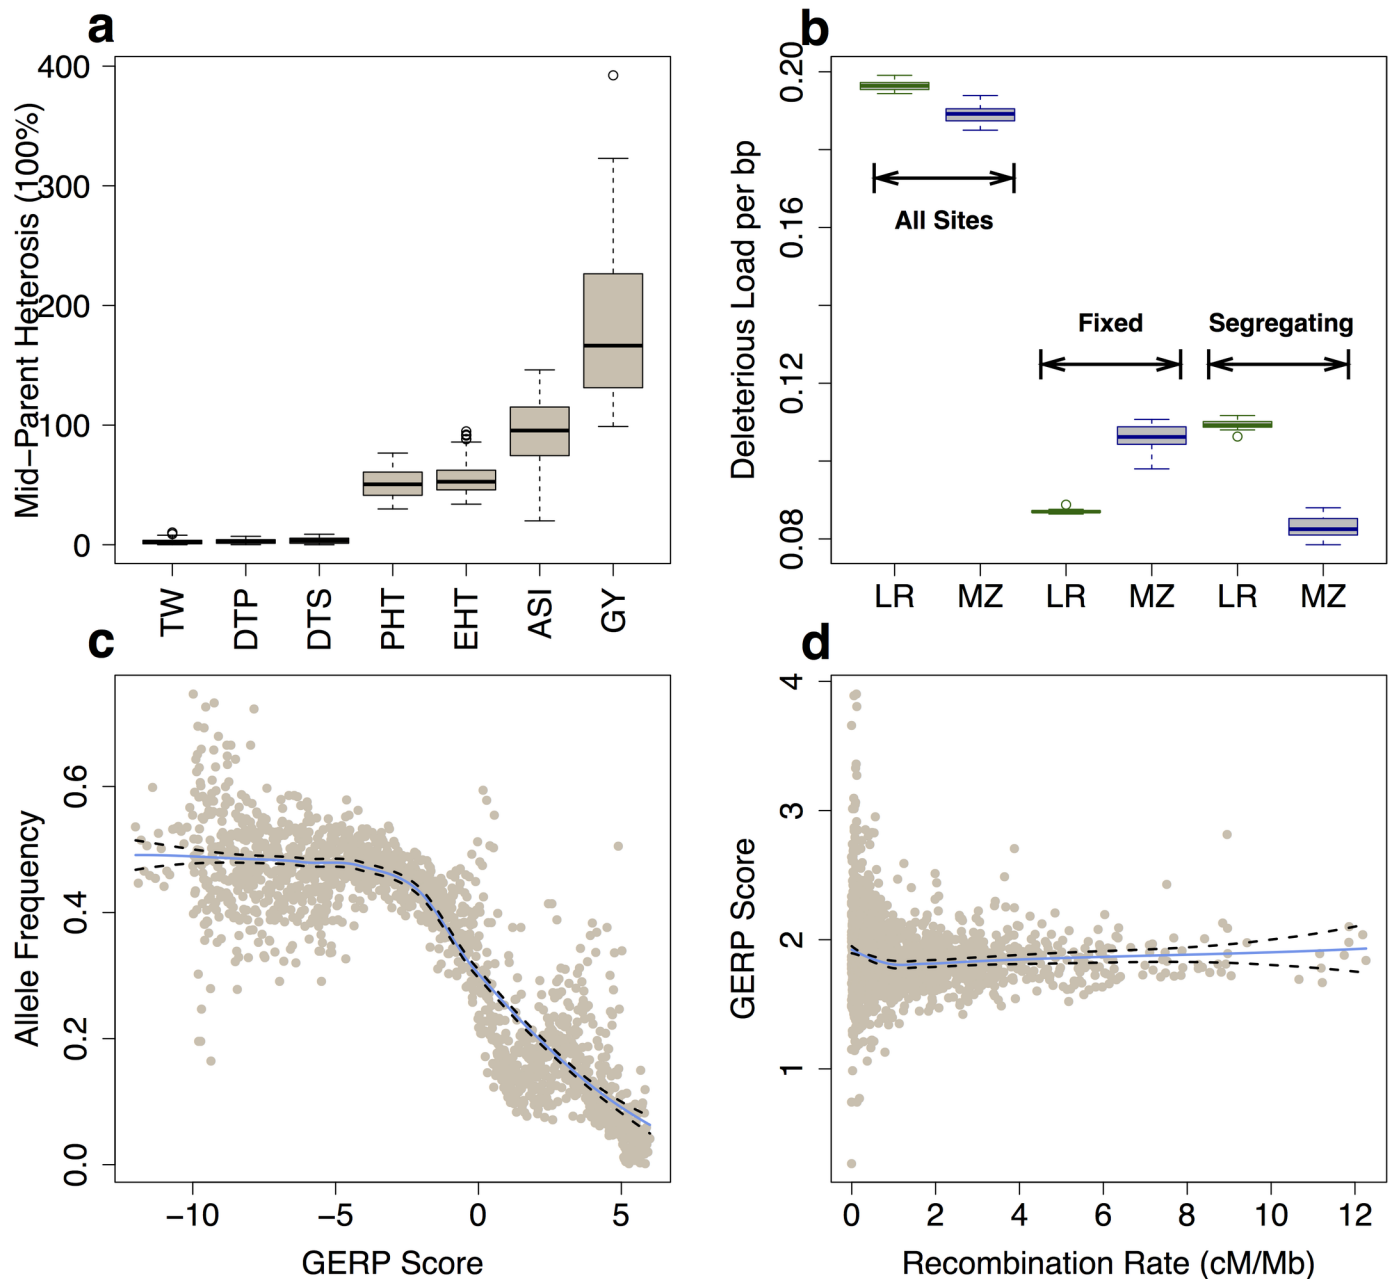 a
Mid−Parent Heterosis (100%)
400
300
200
100
0
TW
DTP
DTS
PHT
EHT
ASI
GY
b
Deleterious Load per bp
0.20
0.16
0.12
0.08
All Sites
Fixed
Segregating
LR
MZ
LR
MZ
LR
MZ
c
Allele Frequency
0.6
0.4
0.2
0.0
−10
−5
0
5
GERP Score
d
GERP Score
4
3
2
1
0
2
4
6
8
10
12
Recombination Rate (cM/Mb)